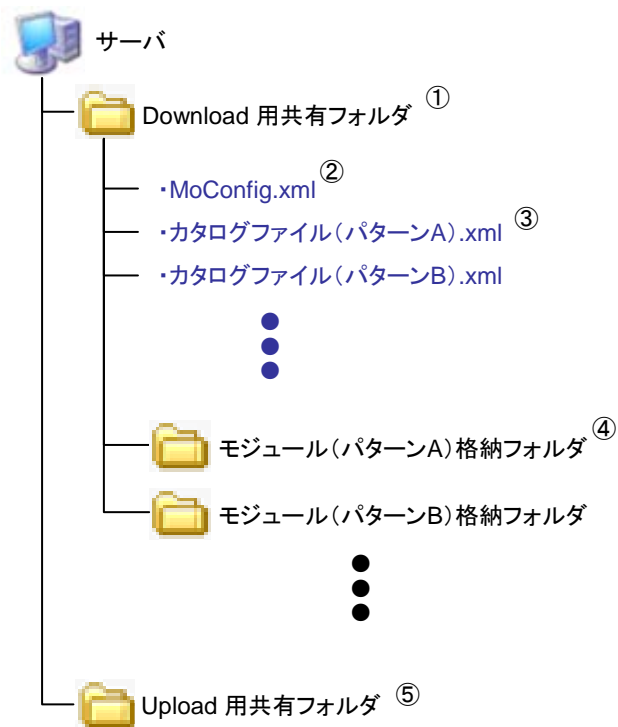 サーバ
Download 用共有フォルダ ①
・MoConfig.xml ②
・カタログファイル（パターンA）.xml ③
・カタログファイル（パターンB）.xml
モジュール（パターンA）格納フォルダ ④
モジュール（パターンB）格納フォルダ
Upload 用共有フォルダ ⑤